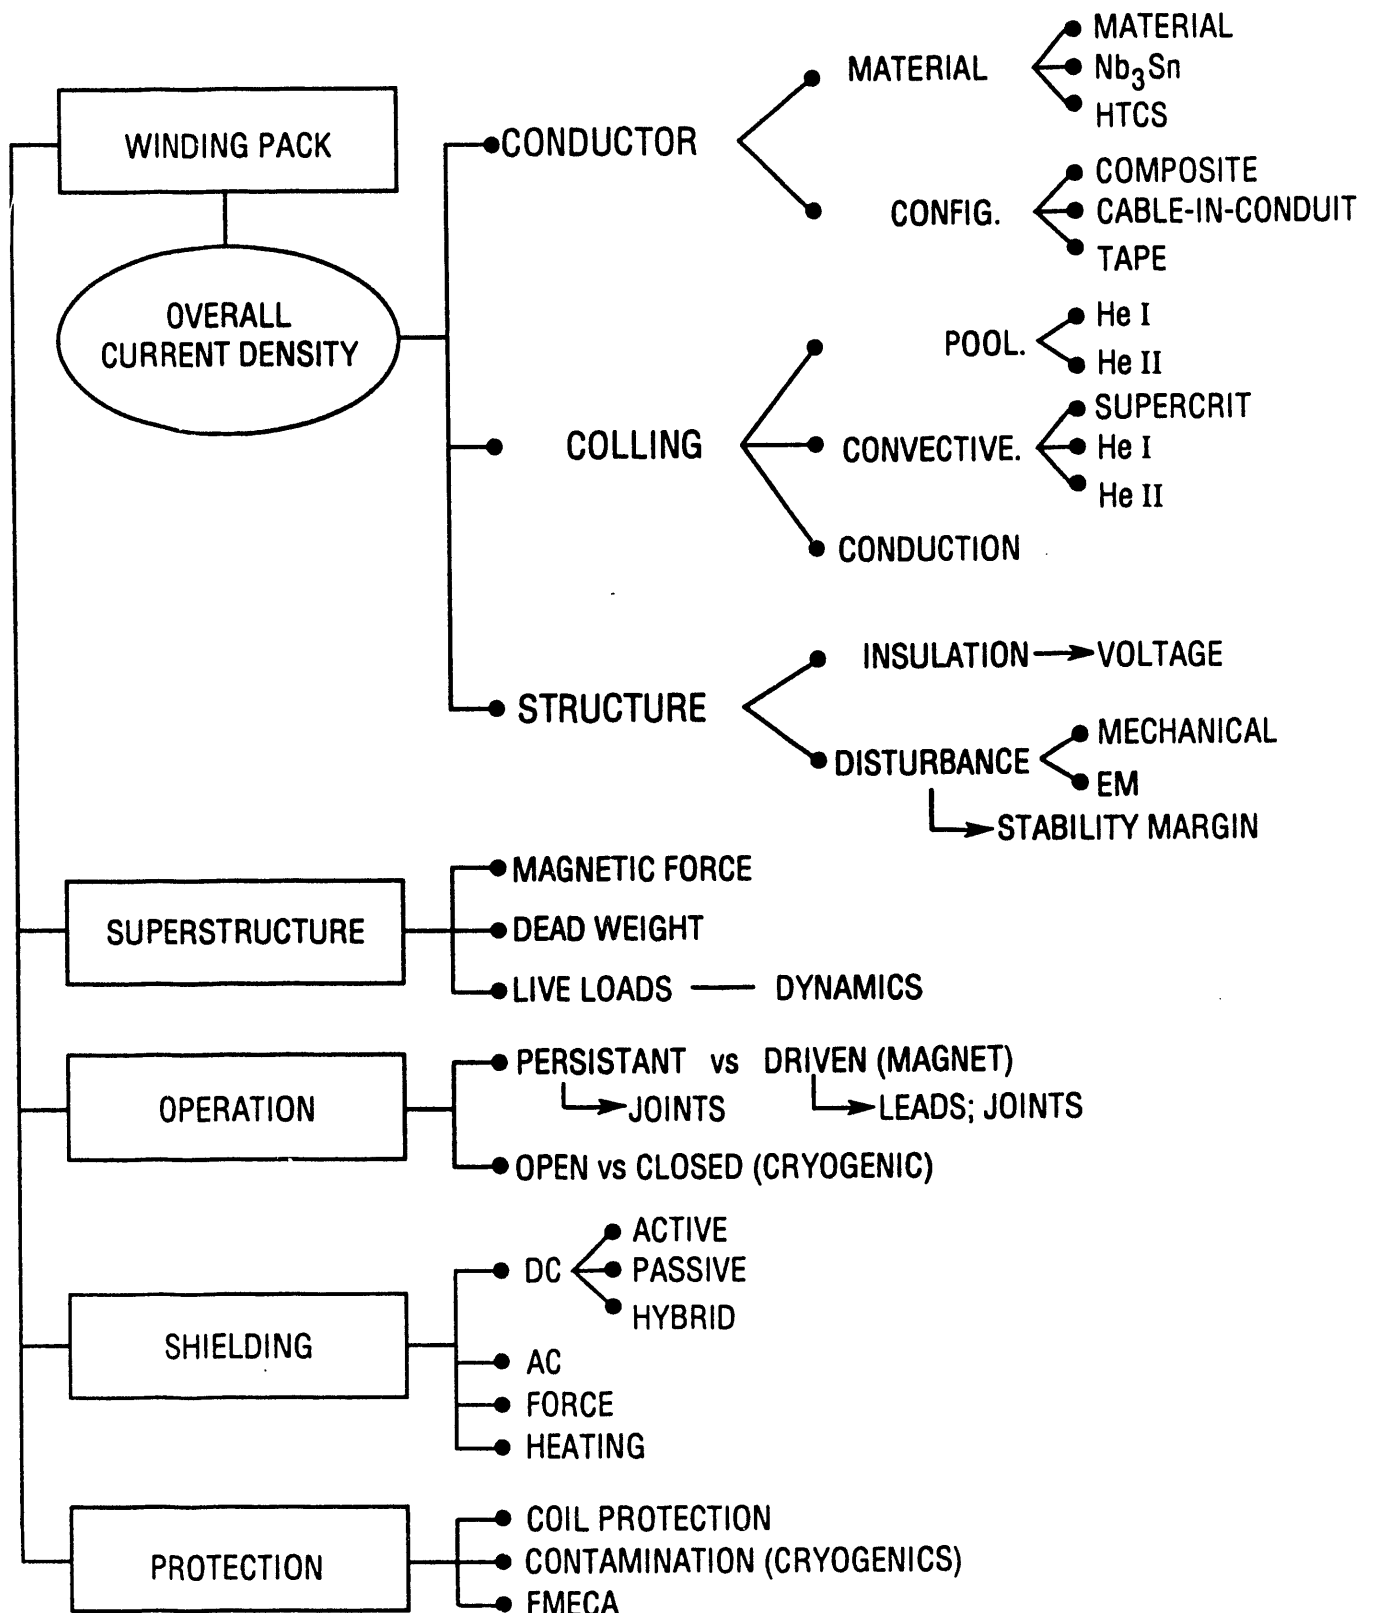 WINDING PACK
OVERALL
CURRENT DENSITY
CONDUCTOR
MATERIAL
MATERIAL
Nb3Sn
HTCS
CONFIG.
COMPOSITE
CABLE-IN-CONDUIT
TAPE
COLLING
POOL.
He I
He II
CONVECTIVE.
SUPERCRIT
He I
He II
CONDUCTION
STRUCTURE
INSULATION VOLTAGE
DISTURBANCE
MECHANICAL
EM
STABILITY MARGIN
SUPERSTRUCTURE
MAGNETIC FORCE
DEAD WEIGHT
LIVE LOADS — DYNAMICS
OPERATION
PERSISTANT vs DRIVEN (MAGNET)
JOINTS LEADS; JOINTS
OPEN vs CLOSED (CRYOGENIC)
SHIELDING
DC
ACTIVE
PASSIVE
HYBRID
AC
FORCE
HEATING
PROTECTION
COIL PROTECTION
CONTAMINATION (CRYOGENICS)
FMECA